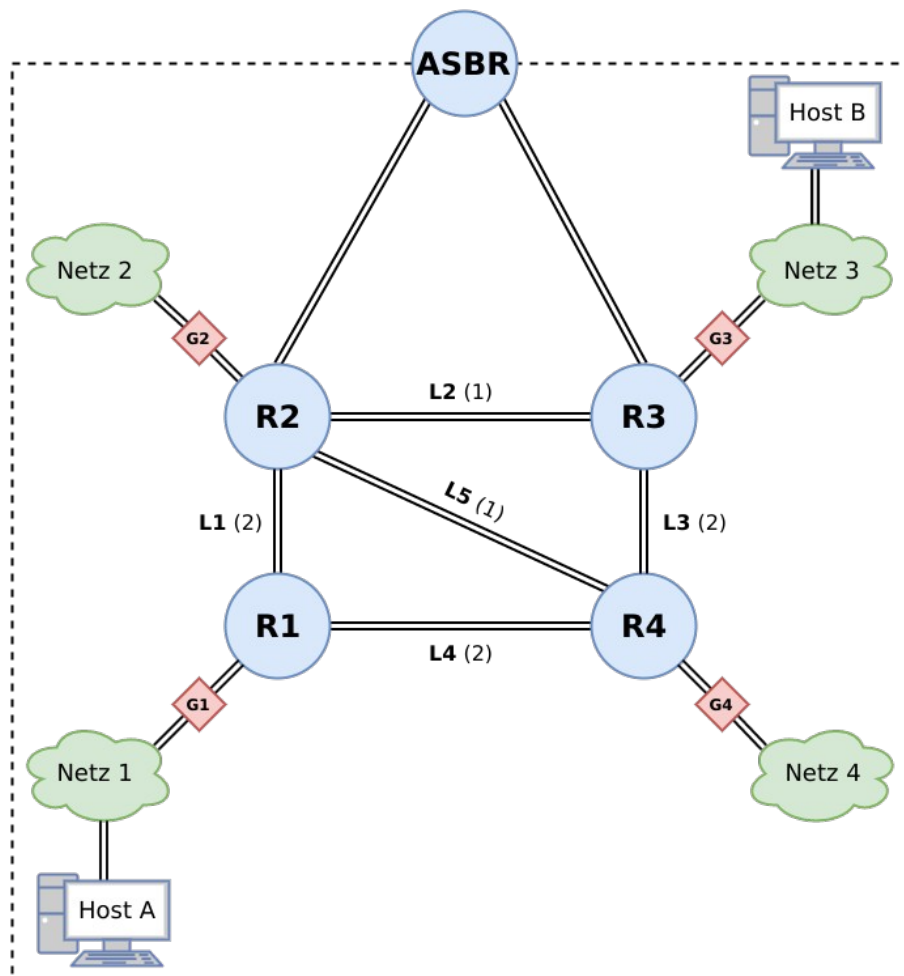 ASBR
Host B
Netz 2
Netz 3
G2
G3
L2 (1)
R2
R3
L5 (1)
L1 (2)
L3 (2)
R1
R4
L4 (2)
G1
G4
Netz 1
Netz 4
Host A